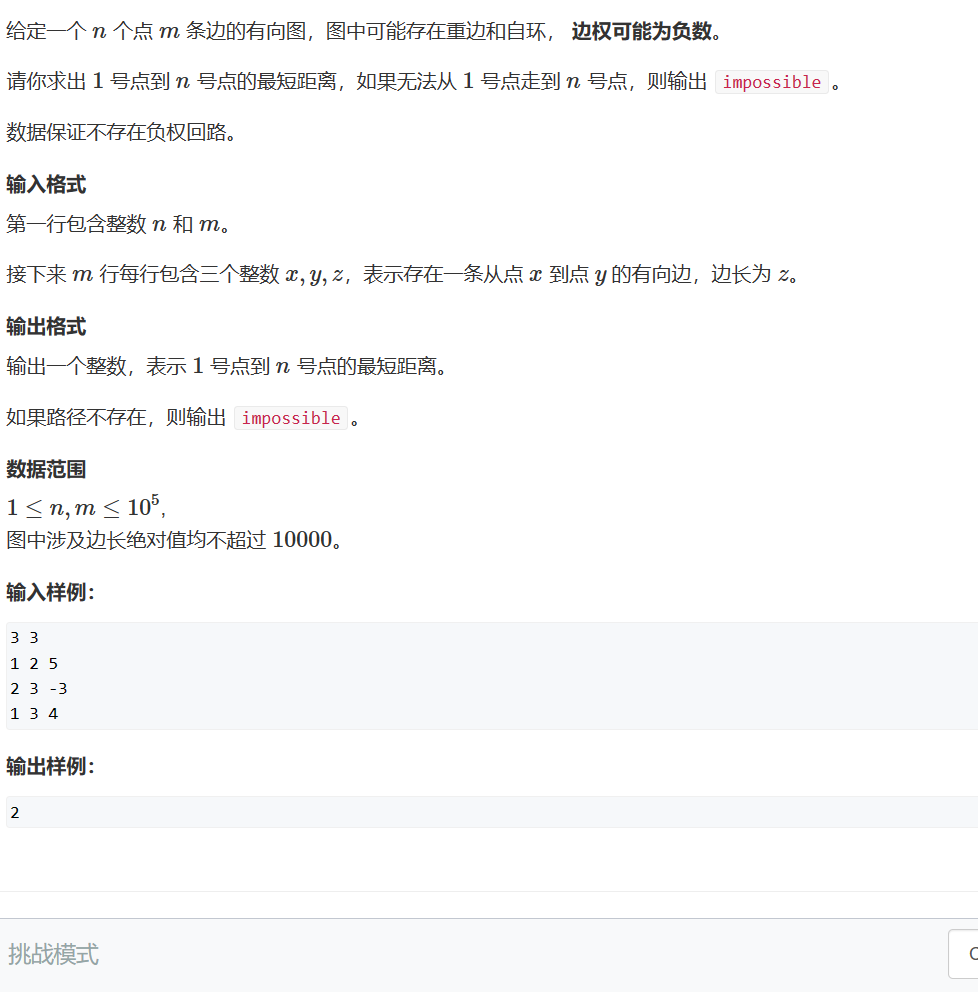 给定一个 n 个点 m 条边的有向图，图中可能存在重边和自环， 边权可能为负数。
请你求出 1 号点到 n 号点的最短距离，如果无法从 1 号点走到 n 号点，则输出 impossible 。
数据保证不存在负权回路。
输入格式
第一行包含整数 n 和 m。
接下来 m 行每行包含三个整数 x, y, z，表示存在一条从点 x 到点 y 的有向边，边长为 z。
输出格式
输出一个整数，表示 1 号点到 n 号点的最短距离。
如果路径不存在，则输出 impossible 。
数据范围
1 ≤ n, m ≤ 10⁵,
图中涉及边长绝对值均不超过 10000。
输入样例：
3 3
1 2 5
2 3 -3
1 3 4
输出样例：
2
挑战模式